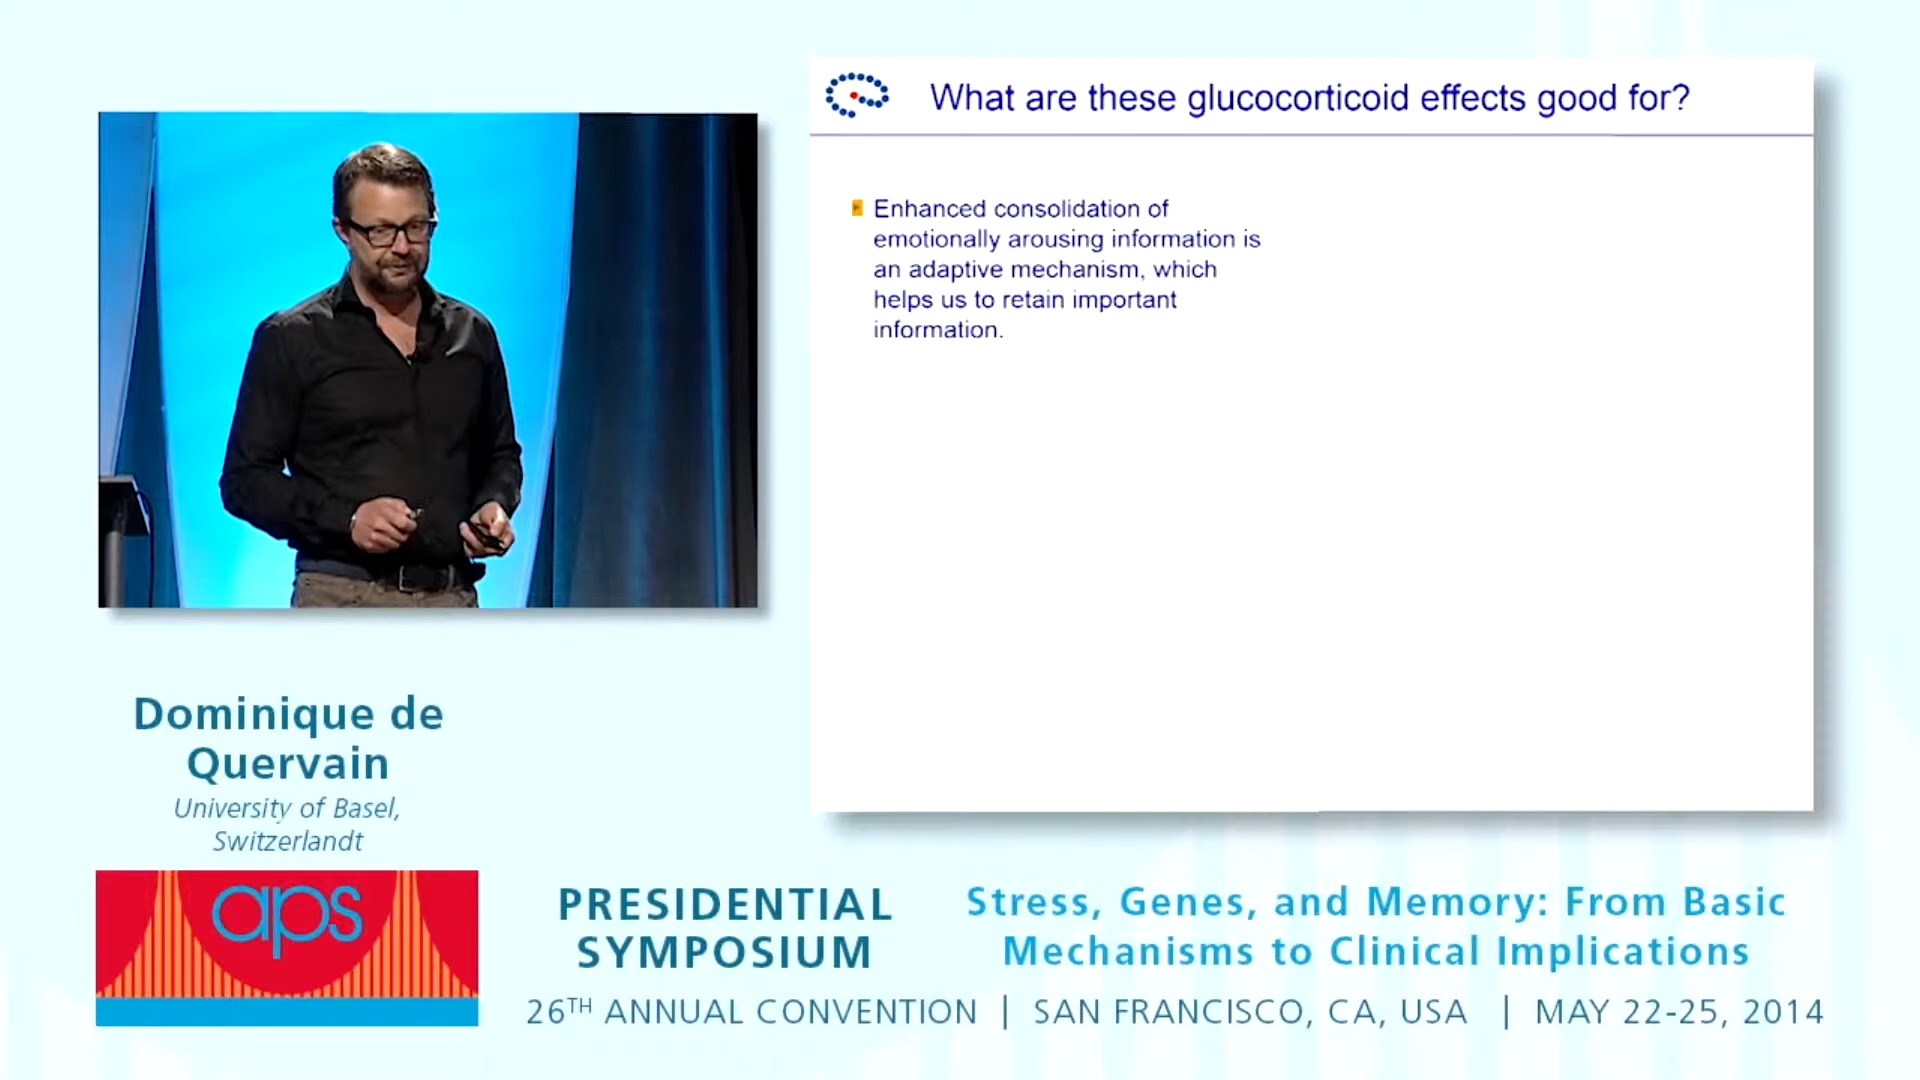 What are these glucocorticoid effects good for?
Enhanced consolidation of
emotionally arousing information is
an adaptive mechanism, which
helps us to retain important
information.
Dominique de
Quervain
University of Basel,
Switzerlandt
aps
PRESIDENTIAL
SYMPOSIUM
Stress, Genes, and Memory: From Basic
Mechanisms to Clinical Implications
26TH ANNUAL CONVENTION | SAN FRANCISCO, CA, USA | MAY 22-25, 2014